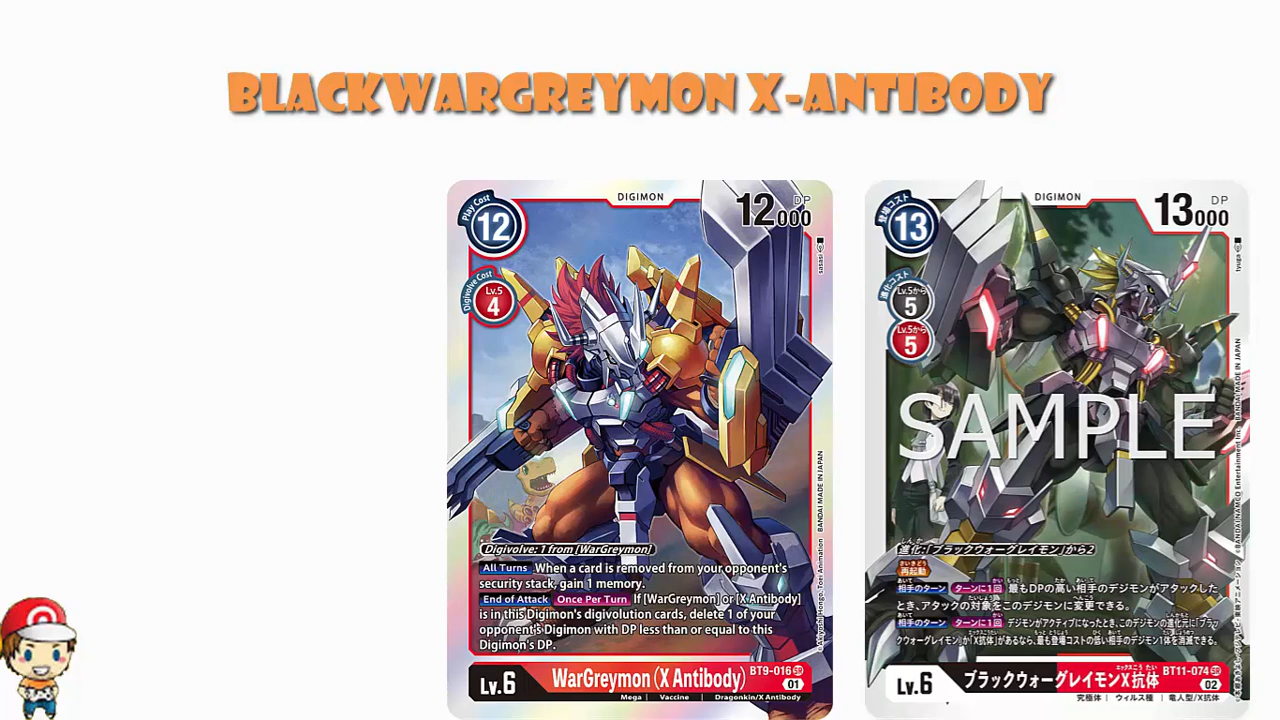 BLACKWARGREYMON X-ANTIBODY
Play Cost
12
DIGIMON
DP
12000
Digivolve Cost
Lv.5
4
sasasi
Akiyoshi Hongo, Toei Animation BANDAI MADE IN JAPAN
Digivolve: 1 from [WarGreymon]
All Turns When a card is removed from your opponent's
security stack, gain 1 memory.
End of Attack Once Per Turn If [WarGreymon] or [X Antibody]
is in this Digimon's digivolution cards, delete 1 of your
opponent's Digimon with DP less than or equal to this
Digimon's DP.
Lv.6
WarGreymon (X Antibody)
BT9-016 SR
01
Mega Vaccine Dragonkin/X Antibody
登場コスト
13
DIGIMON
DP
13000
進化コスト
Lv.5から
5
Lv.5から
5
tyuga
SAMPLE
進化:「ブラックウォーグレイモン」から2
再起動
相手のターン ターンに1回 最もDPの高い相手のデジモンがアタックした
とき、アタックの対象をこのデジモンに変更できる。
相手のターン ターンに1回 デジモンがアクティブになったとき、このデジモンの進化元に「ブラッ
クウォーグレイモン」か「X抗体」があるなら、最も登場コストの低い相手のデジモン1体を消滅できる。
Lv.6
ブラックウォーグレイモンX抗体
BT11-074 SR
02
究極体 ウィルス種 竜人型/X抗体